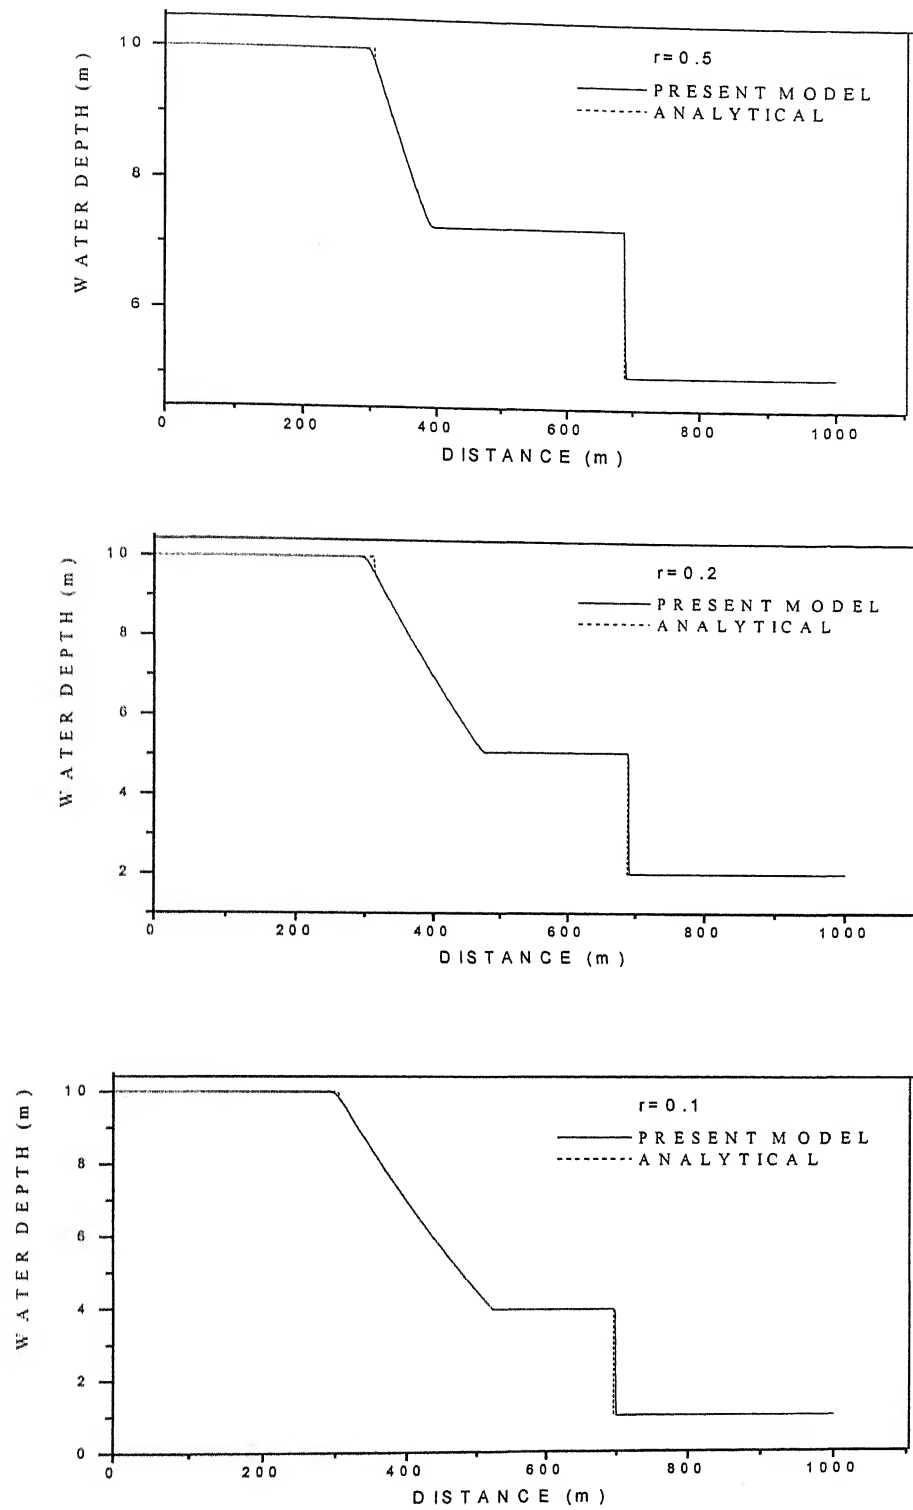 10
8
6
WATER DEPTH (m)
r=0.5
PRESENT MODEL
ANALYTICAL
0 200 400 600 800 1000
DISTANCE (m)
10
8
6
4
2
WATER DEPTH (m)
r=0.2
PRESENT MODEL
ANALYTICAL
0 200 400 600 800 1000
DISTANCE (m)
10
8
6
4
2
0
WATER DEPTH (m)
r=0.1
PRESENT MODEL
ANALYTICAL
0 200 400 600 800 1000
DISTANCE (m)